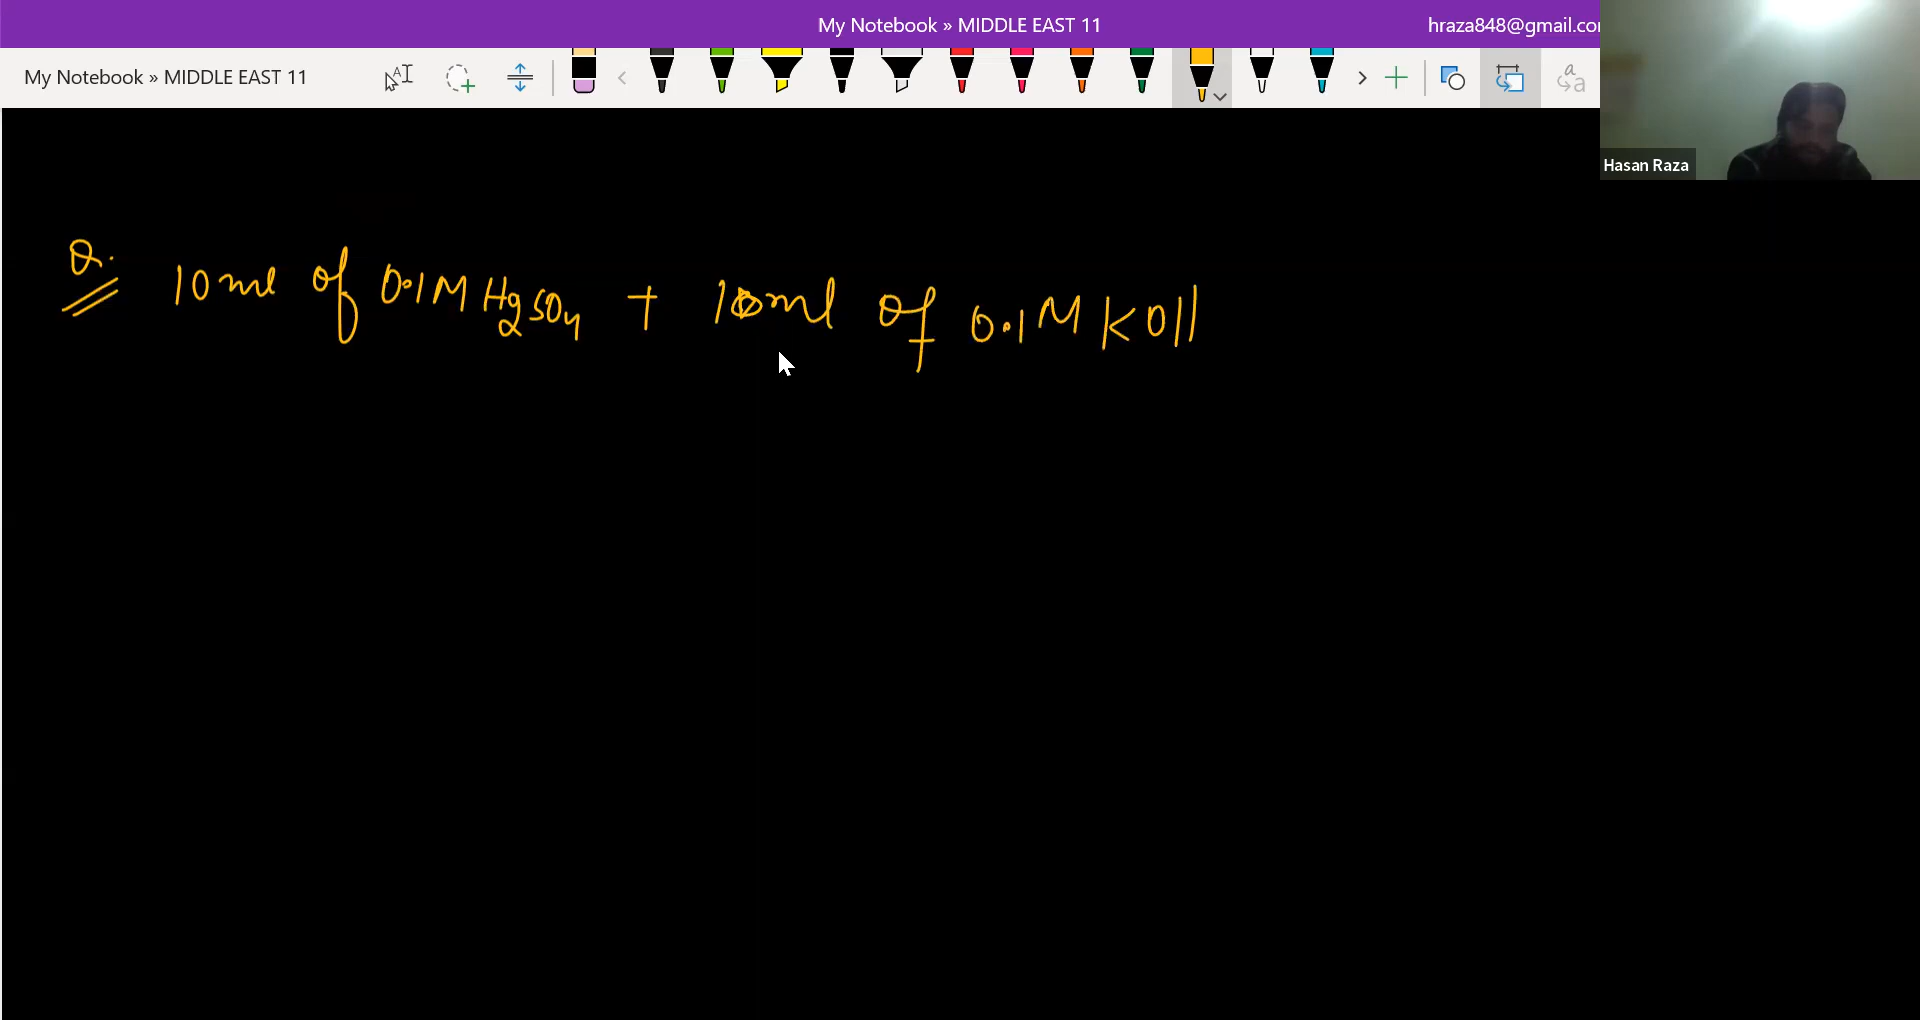 My Notebook » MIDDLE EAST 11
hraza848@gmail.co
My Notebook » MIDDLE EAST 11
Hasan Raza
Q. 10ml of 0.1M H2SO4 + 10ml of 0.1M KOH